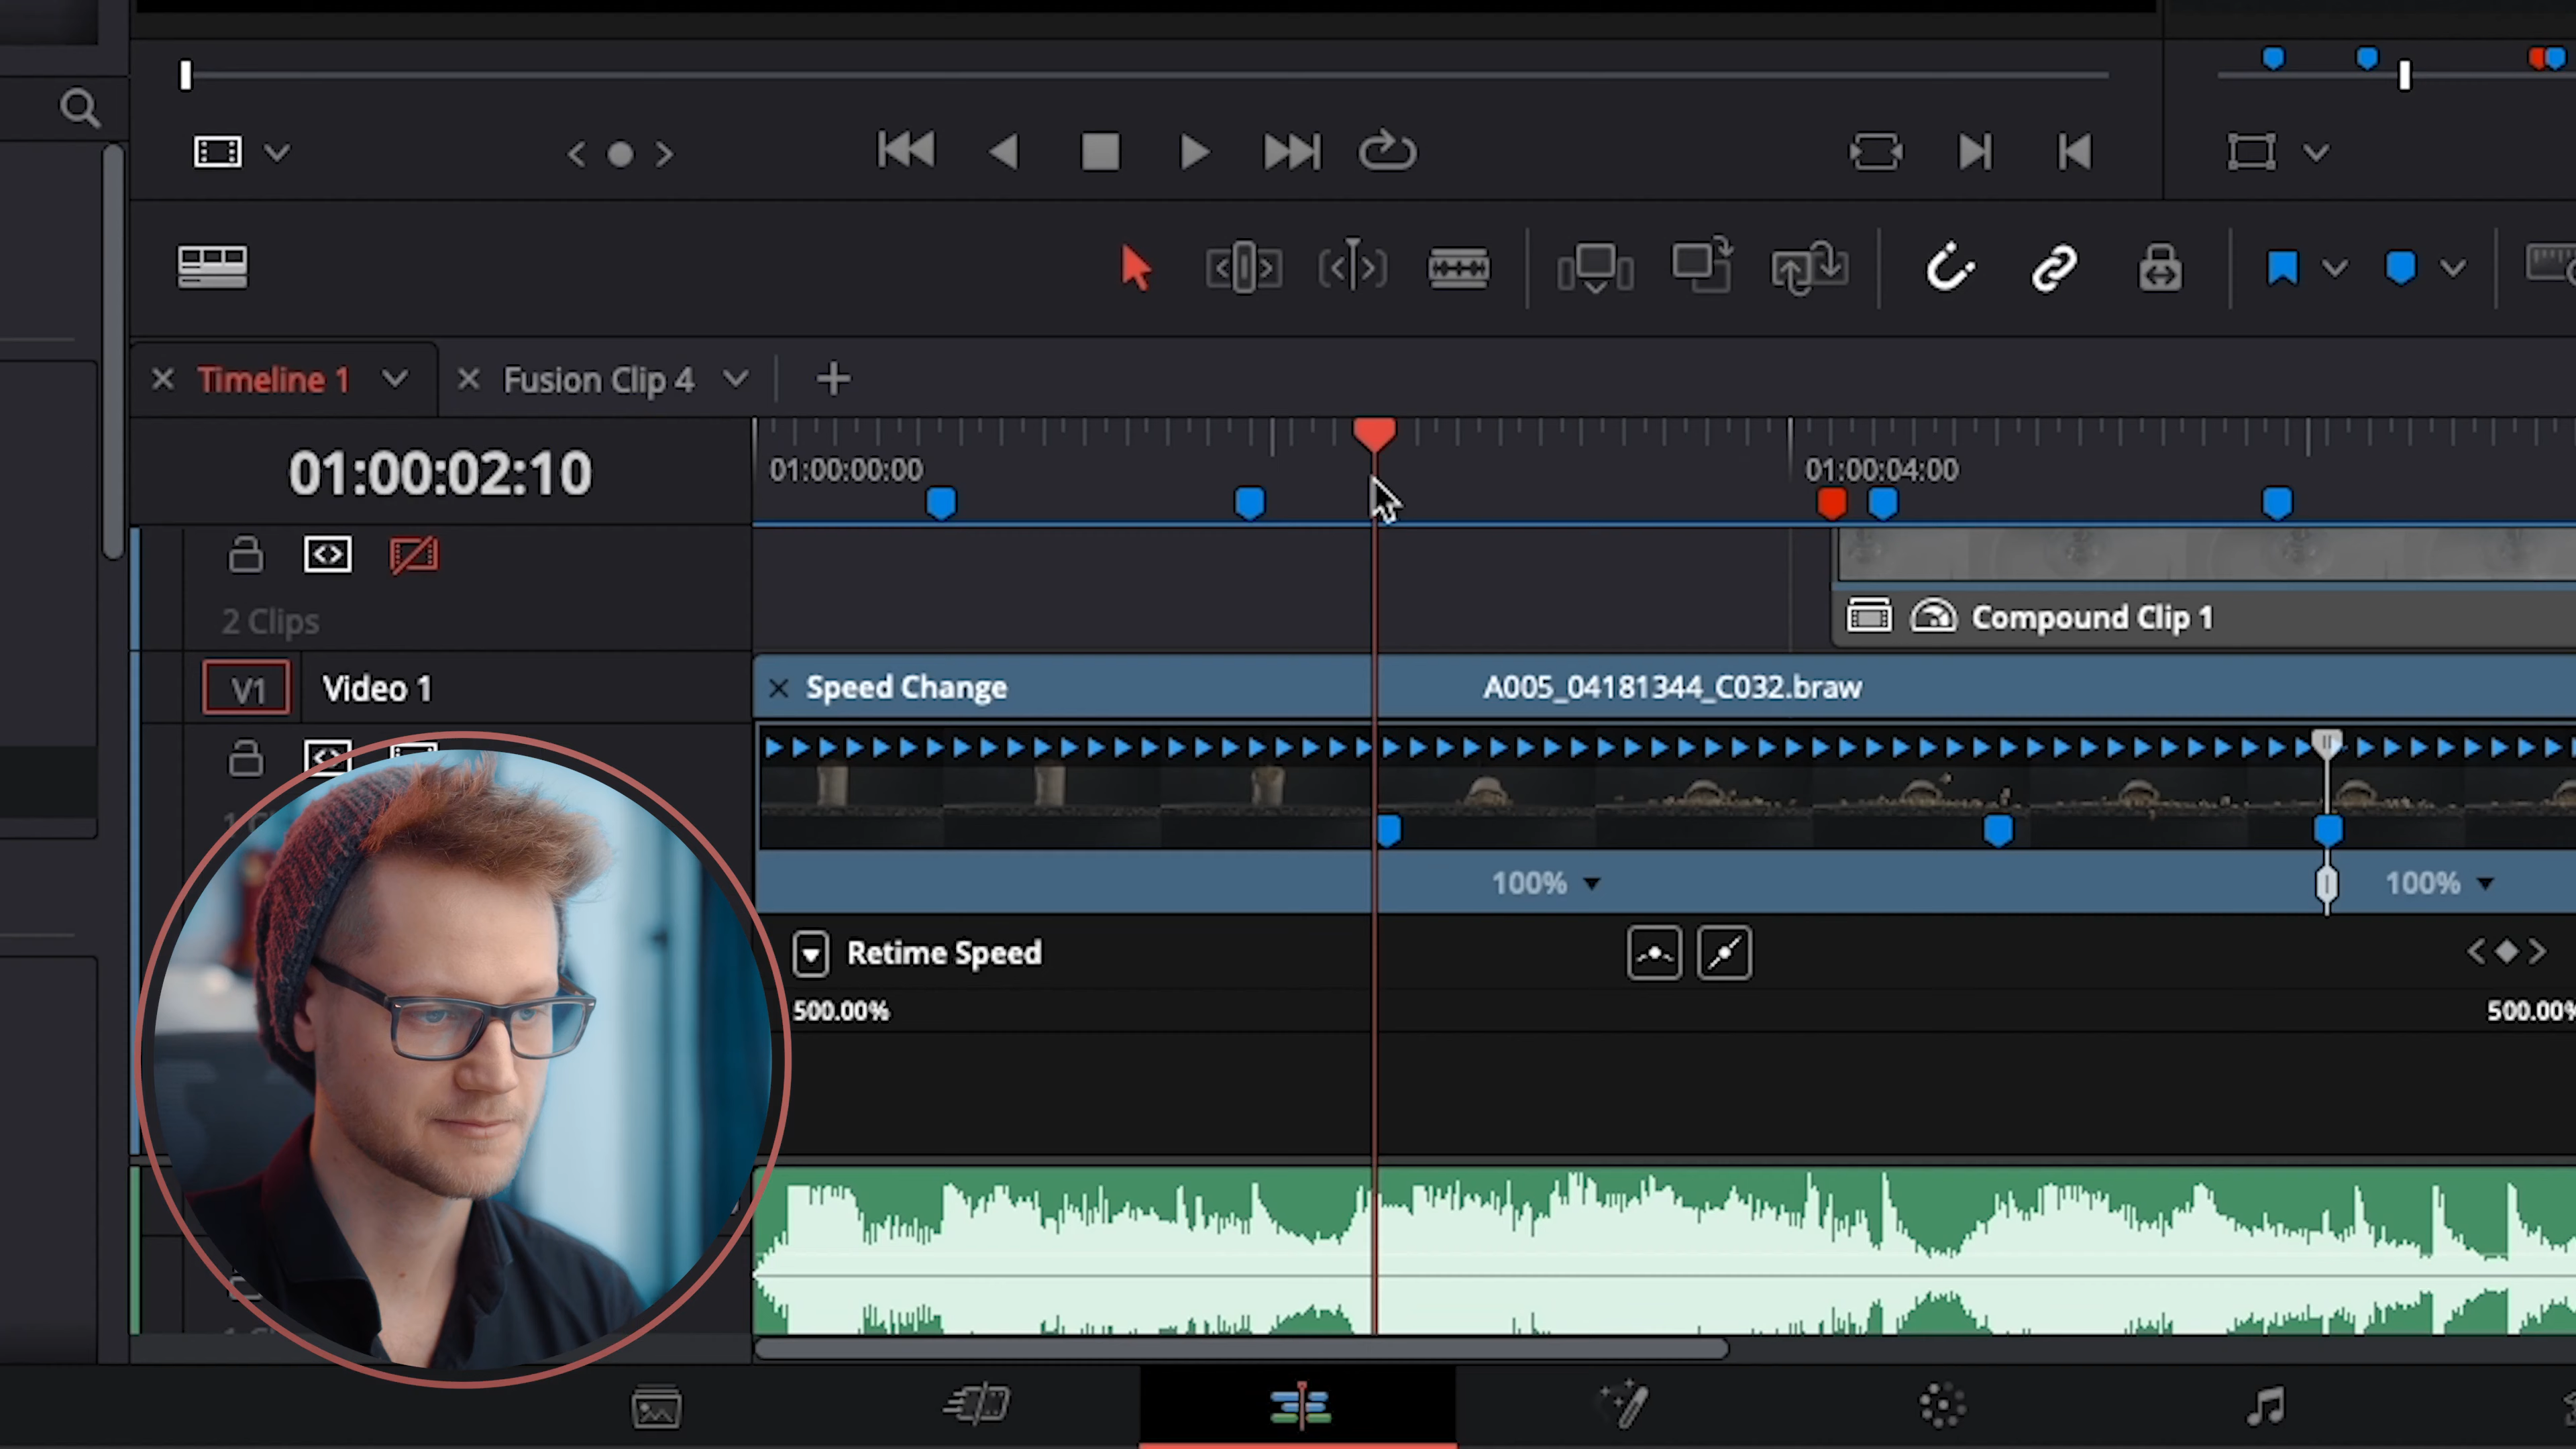 Timeline 1
Fusion Clip 4
01:00:02:10
01:00:00:00
01:00:04:00
2 Clips
Compound Clip 1
V1
Video 1
Speed Change
A005_04181344_C032.braw
100%
100%
Retime Speed
500.00%
500.00%